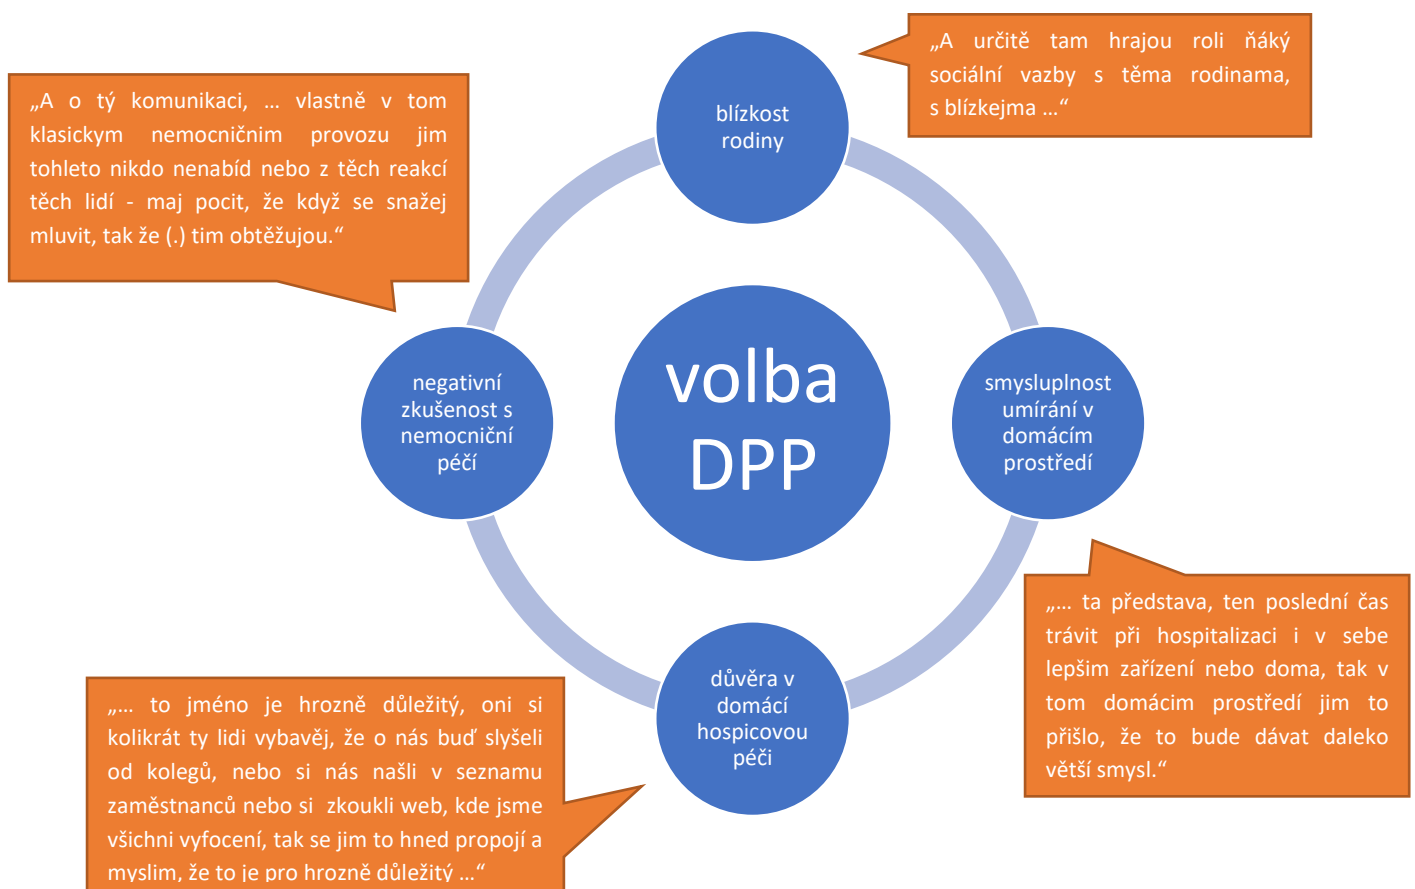 „A určitě tam hrajou roli ňáký
sociální vazby s těma rodinama,
s blízkejma …“
„A o tý komunikaci, … vlastně v tom
klasickym nemocničnim provozu jim
tohleto nikdo nenabíd nebo z těch reakcí
těch lidí - maj pocit, že když se snažej
mluvit, tak že (.) tim obtěžujou.“
blízkost
rodiny
negativní
zkušenost s
nemocniční
péčí
volba
DPP
smysluplnost
umírání v
domácím
prostředí
důvěra v
domácí
hospicovou
péči
„… ta představa, ten poslední čas
trávit při hospitalizaci i v sebe
lepšim zařízení nebo doma, tak v
tom domácim prostředí jim to
přišlo, že to bude dávat daleko
větší smysl.“
„… to jméno je hrozně důležitý, oni si
kolikrát ty lidi vybavěj, že o nás buď slyšeli
od kolegů, nebo si nás našli v seznamu
zaměstnanců nebo si zkoukli web, kde jsme
všichni vyfocení, tak se jim to hned propojí a
myslim, že to je pro hrozně důležitý …“